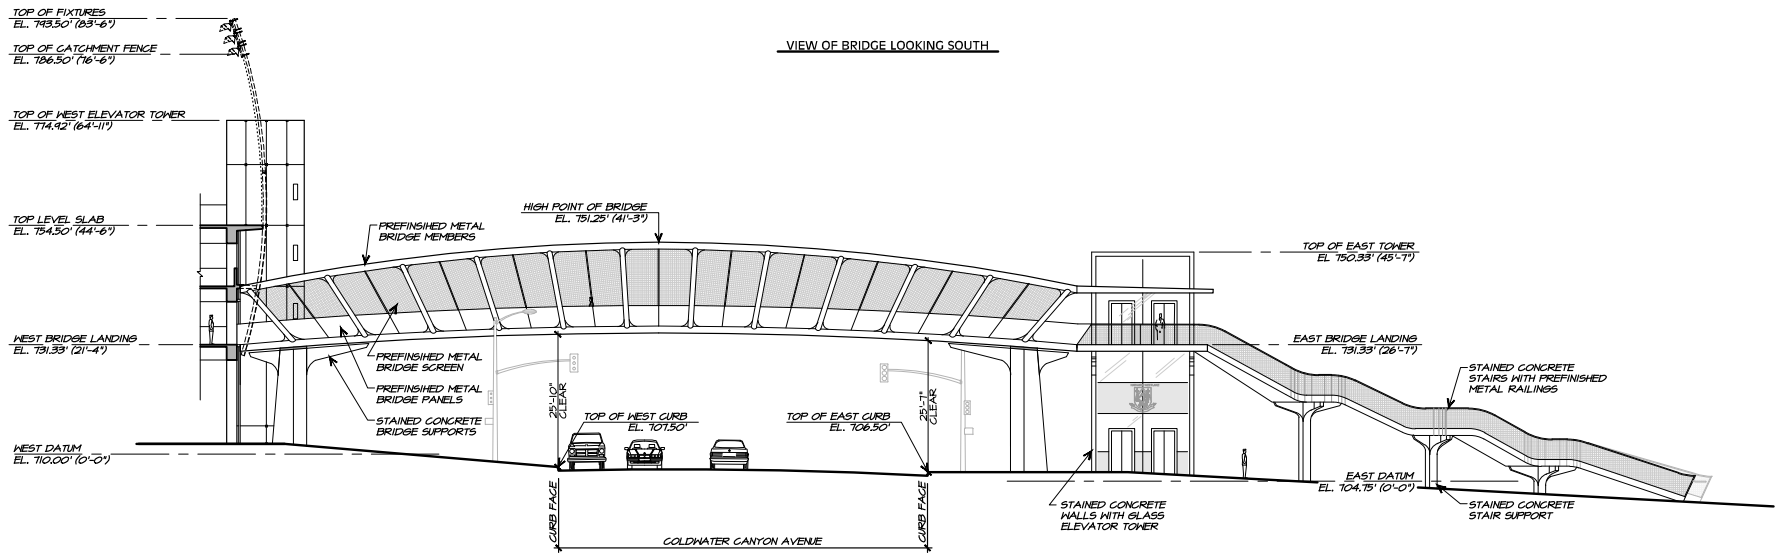 VIEW OF BRIDGE LOOKING SOUTH
TOP OF FIXTURES
EL. 793.50' (83'-6")
TOP OF CATCHMENT FENCE
EL. 786.50' (76'-6")
TOP OF WEST ELEVATOR TOWER
EL. 774.92' (64'-11")
TOP LEVEL SLAB
EL. 754.50' (44'-6")
WEST BRIDGE LANDING
EL. 731.33' (21'-4")
WEST DATUM
EL. 710.00' (0'-0")
PREFINSIHED METAL
BRIDGE MEMBERS
HIGH POINT OF BRIDGE
EL. 751.25' (41'-3")
PREFINSIHED METAL
BRIDGE SCREEN
PREFINSIHED METAL
BRIDGE PANELS
STAINED CONCRETE
BRIDGE SUPPORTS
25'-10"
CLEAR
TOP OF WEST CURB
EL. 707.50'
TOP OF EAST CURB
EL. 706.50'
25'-7"
CLEAR
CURB FACE
CURB FACE
COLDWATER CANYON AVENUE
TOP OF EAST TOWER
EL 750.33' (45'-7")
EAST BRIDGE LANDING
EL. 731.33' (26'-7")
STAINED CONCRETE
STAIRS WITH PREFINISHED
METAL RAILINGS
EAST DATUM
EL. 704.75' (0'-0")
STAINED CONCRETE
WALLS WITH GLASS
ELEVATOR TOWER
STAINED CONCRETE
STAIR SUPPORT